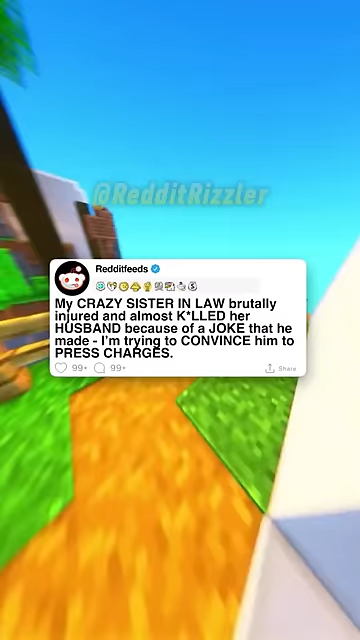 @RedditRizzler
Redditfeeds
My CRAZY SISTER IN LAW brutally
injured and almost K*LLED her
HUSBAND because of a JOKE that he
made - I'm trying to CONVINCE him to
PRESS CHARGES.
99+ 99+ Share